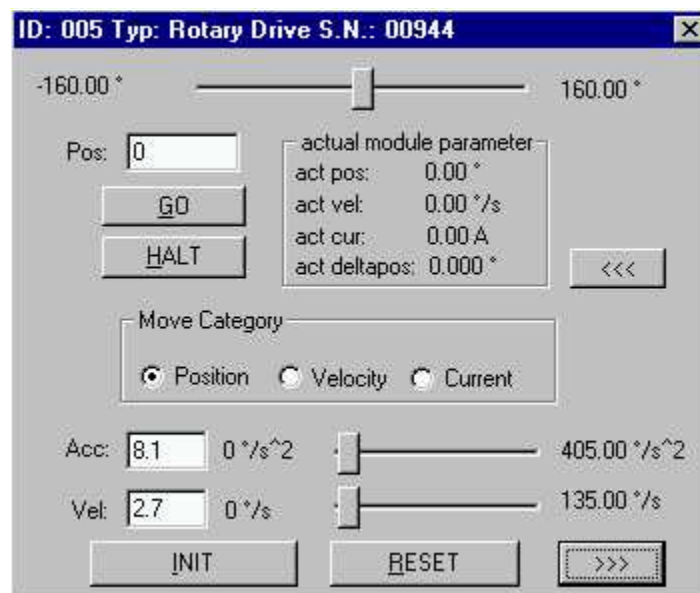 ID: 005 Typ: Rotary Drive S.N.: 00944
-160.00 ° 160.00 °
Pos: 0
GO
HALT
actual module parameter
act pos: 0.00 °
act vel: 0.00 °/s
act cur: 0.00 A
act deltapos: 0.000 °
<<<
Move Category
Position Velocity Current
Acc: 8.1 0 °/s^2 405.00 °/s^2
Vel: 2.7 0 °/s 135.00 °/s
INIT RESET >>>